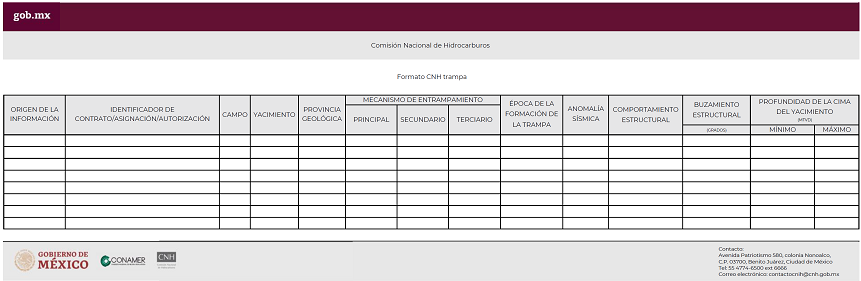 gob.mx
Comisión Nacional de Hidrocarburos
Formato CNH trampa
ORIGEN DE LA
INFORMACIÓN
IDENTIFICADOR DE
CONTRATO/ASIGNACIÓN/AUTORIZACIÓN
CAMPO
YACIMIENTO
PROVINCIA
GEOLÓGICA
MECANISMO DE ENTRAMPAMIENTO
PRINCIPAL
SECUNDARIO
TERCIARIO
ÉPOCA DE LA
FORMACIÓN DE
LA TRAMPA
ANOMALÍA
SÍSMICA
COMPORTAMIENTO
ESTRUCTURAL
BUZAMIENTO
ESTRUCTURAL
(GRADOS)
PROFUNDIDAD DE LA CIMA
DEL YACIMIENTO
(MTVD)
MÍNIMO
MÁXIMO
GOBIERNO DE
MÉXICO
CONAMER
CNH
Contacto:
Avenida Patriotismo 580, colonia Nonoalco,
C.P. 03700, Benito Juárez, Ciudad de México
Tel: 55 4774-6500 ext 6666
Correo electrónico: contactocnih@cnh.gob.mx